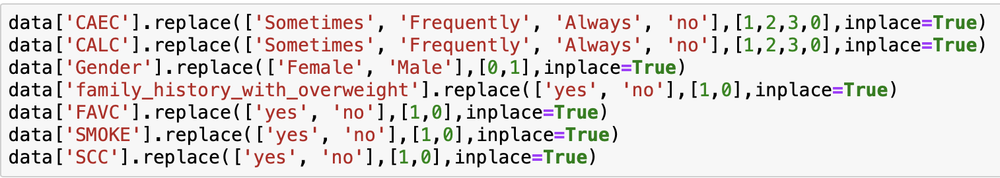 data['CAEC'].replace(['Sometimes', 'Frequently', 'Always', 'no'],[1,2,3,0],inplace=True)
data['CALC'].replace(['Sometimes', 'Frequently', 'Always', 'no'],[1,2,3,0],inplace=True)
data['Gender'].replace(['Female', 'Male'],[0,1],inplace=True)
data['family_history_with_overweight'].replace(['yes', 'no'],[1,0],inplace=True)
data['FAVC'].replace(['yes', 'no'],[1,0],inplace=True)
data['SMOKE'].replace(['yes', 'no'],[1,0],inplace=True)
data['SCC'].replace(['yes', 'no'],[1,0],inplace=True)